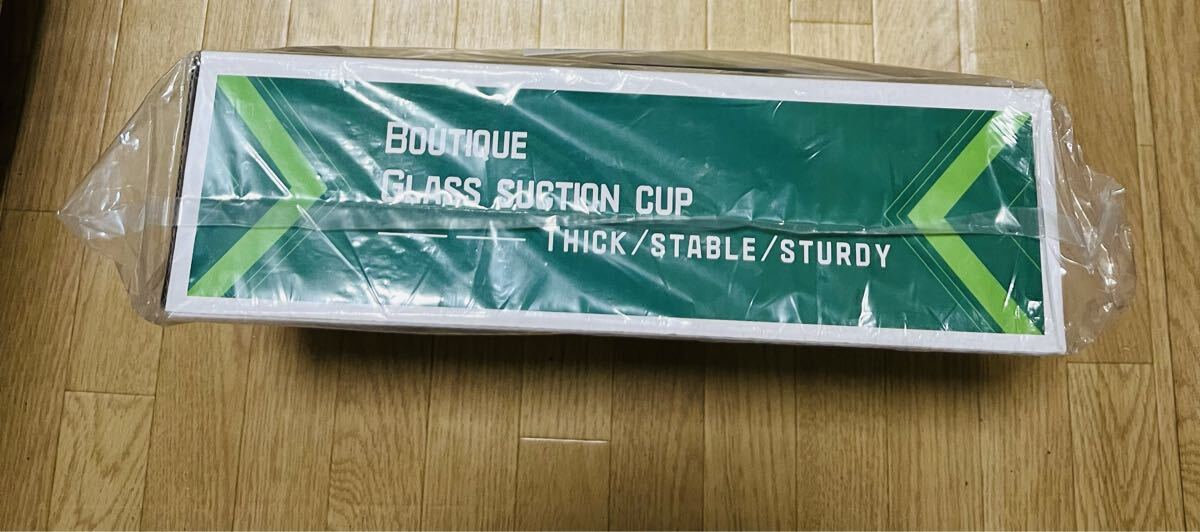 BOUTIQUE
GLASS SUCTION CUP
THICK/STABLE/STURDY